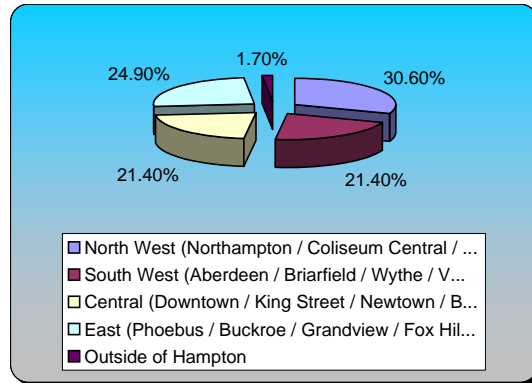 1.70%
24.90%
30.60%
21.40%
21.40%
North West (Northampton / Coliseum Central / ...
South West (Aberdeen / Briarfield / Wythe / V...
Central (Downtown / King Street / Newtown / B...
East (Phoebus / Buckroe / Grandview / Fox Hil...
Outside of Hampton